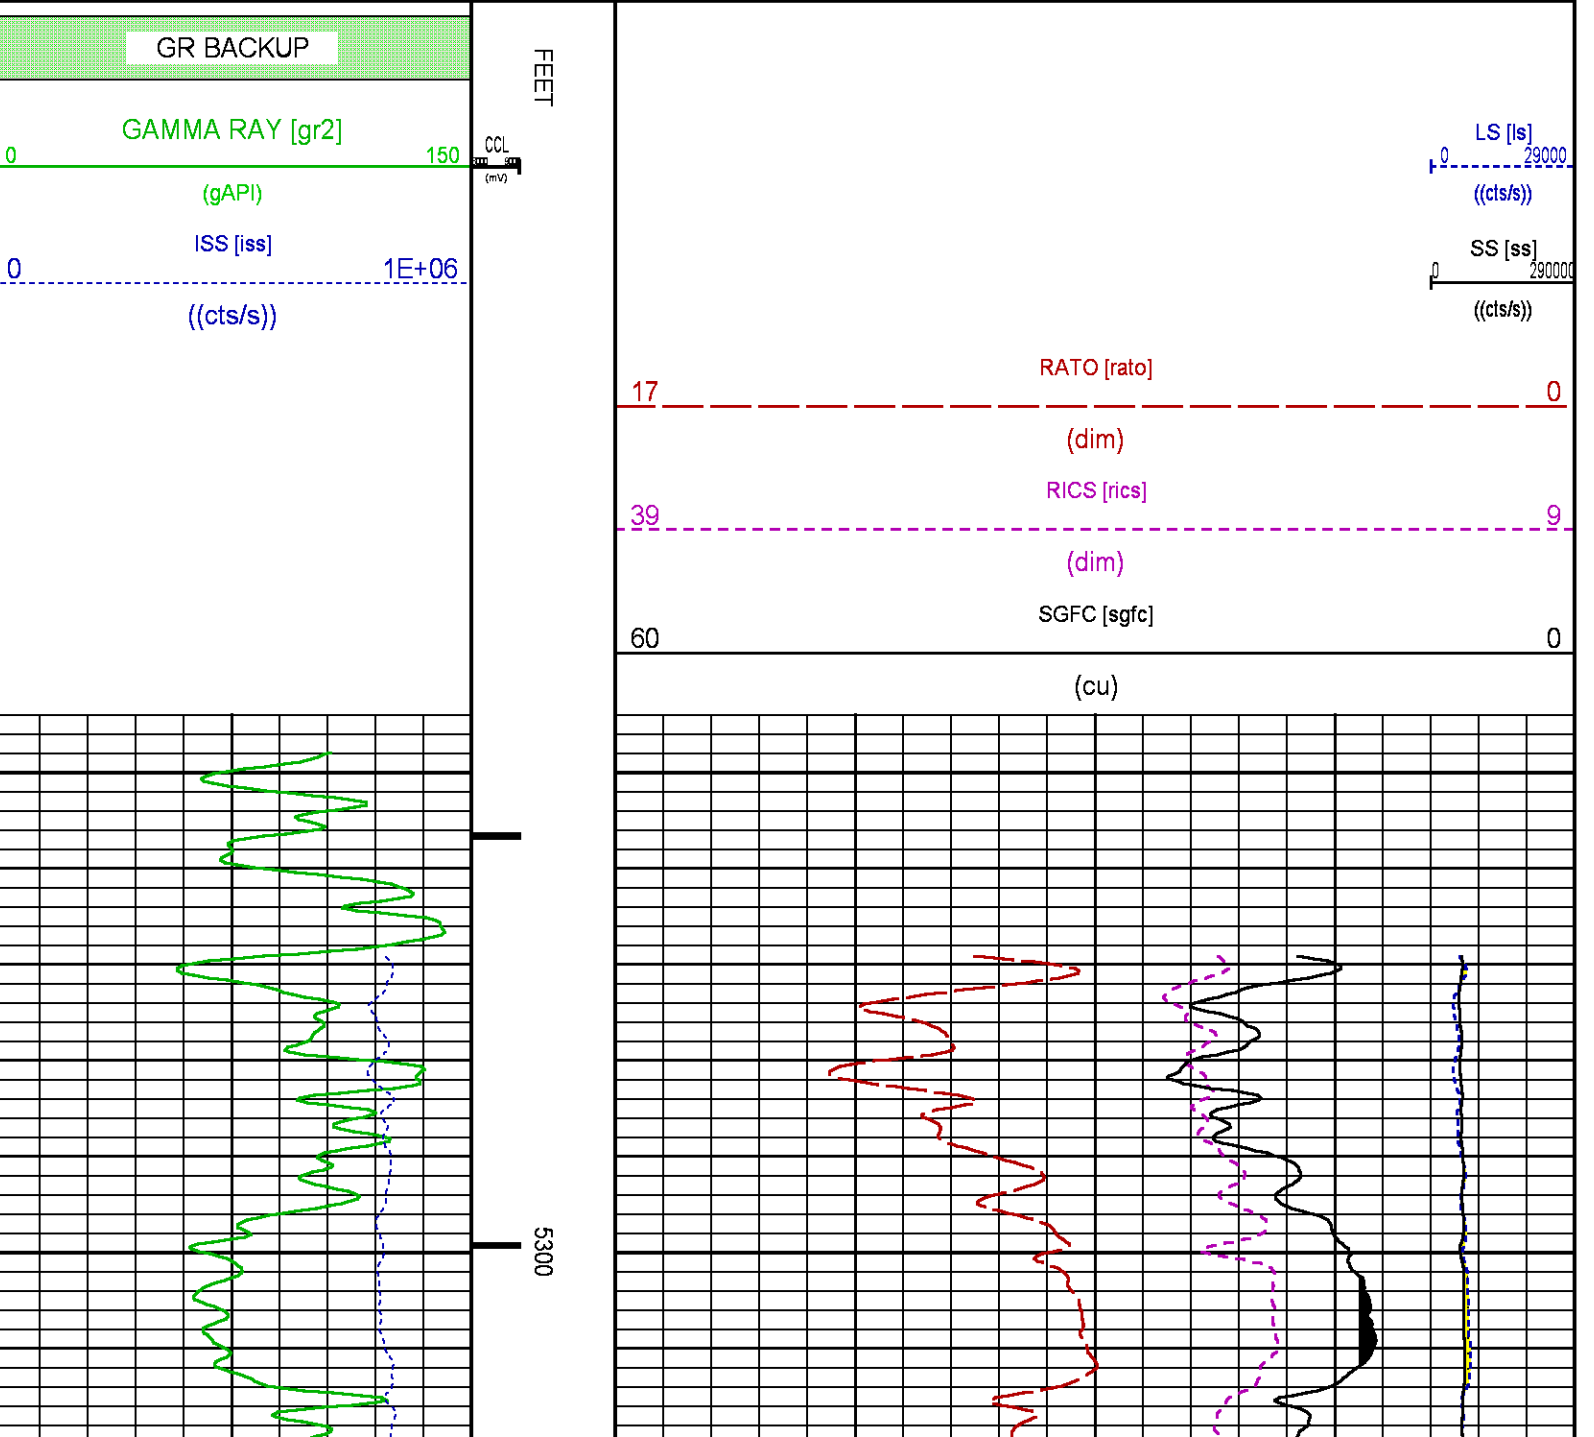 GR BACKUP
GAMMA RAY [gr2]
0 150
(gAPI)
ISS [iss]
0 1E+06
((cts/s))
FEET
CCL
(mV)
LS [ls]
0 29000
((cts/s))
SS [ss]
0 290000
((cts/s))
RATO [rato]
17 0
(dim)
RICS [rics]
39 9
(dim)
SGFC [sgfc]
60 0
(cu)
5300